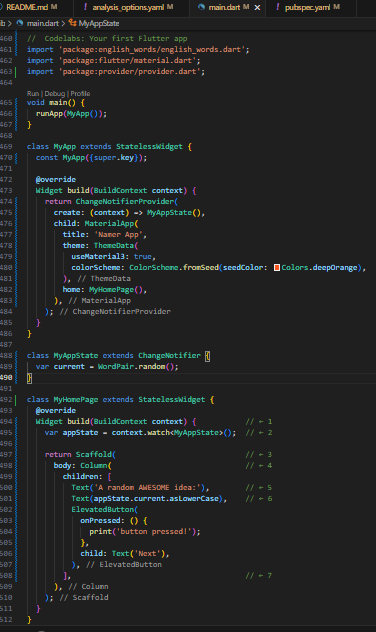 README.md analysis_options.yaml main.dart pubspec.yaml
lib > main.dart > MyAppState
460 // Codelabs: Your first Flutter app
461 import 'package:english_words/english_words.dart';
462 import 'package:flutter/material.dart';
463 import 'package:provider/provider.dart';
464
Run | Debug | Profile
465 void main() {
466 runApp(MyApp());
467 }
468
469 class MyApp extends StatelessWidget {
470 const MyApp({super.key});
472
473 @override
473 Widget build(BuildContext context) {
474 return ChangeNotifierProvider(
475 create: (context) => MyAppState(),
476 child: MaterialApp(
477 title: 'Namer App',
478 theme: ThemeData(
479 useMaterial3: true,
480 colorScheme: ColorScheme.fromSeed(seedColor: Colors.deepOrange),
481 ), // ThemeData
482 home: MyHomePage(),
483 ), // MaterialApp
484 ); // ChangeNotifierProvider
485 }
486 }
487
488 class MyAppState extends ChangeNotifier {
489 var current = WordPair.random();
490 }
491
492 class MyHomePage extends StatelessWidget {
493 @override
494 Widget build(BuildContext context) { // ← 1
495 var appState = context.watch<MyAppState>(); // ← 2
496
497 return Scaffold( // ← 3
498 body: Column( // ← 4
499 children: [
500 Text('A random AWESOME idea:'), // ← 5
501 Text(appState.current.asLowerCase), // ← 6
502 ElevatedButton(
503 onPressed: () {
504 print('button pressed!');
505 },
506 child: Text('Next'),
507 ), // ElevatedButton
508 ], // ← 7
509 ), // Column
510 ); // Scaffold
511 }
512 }